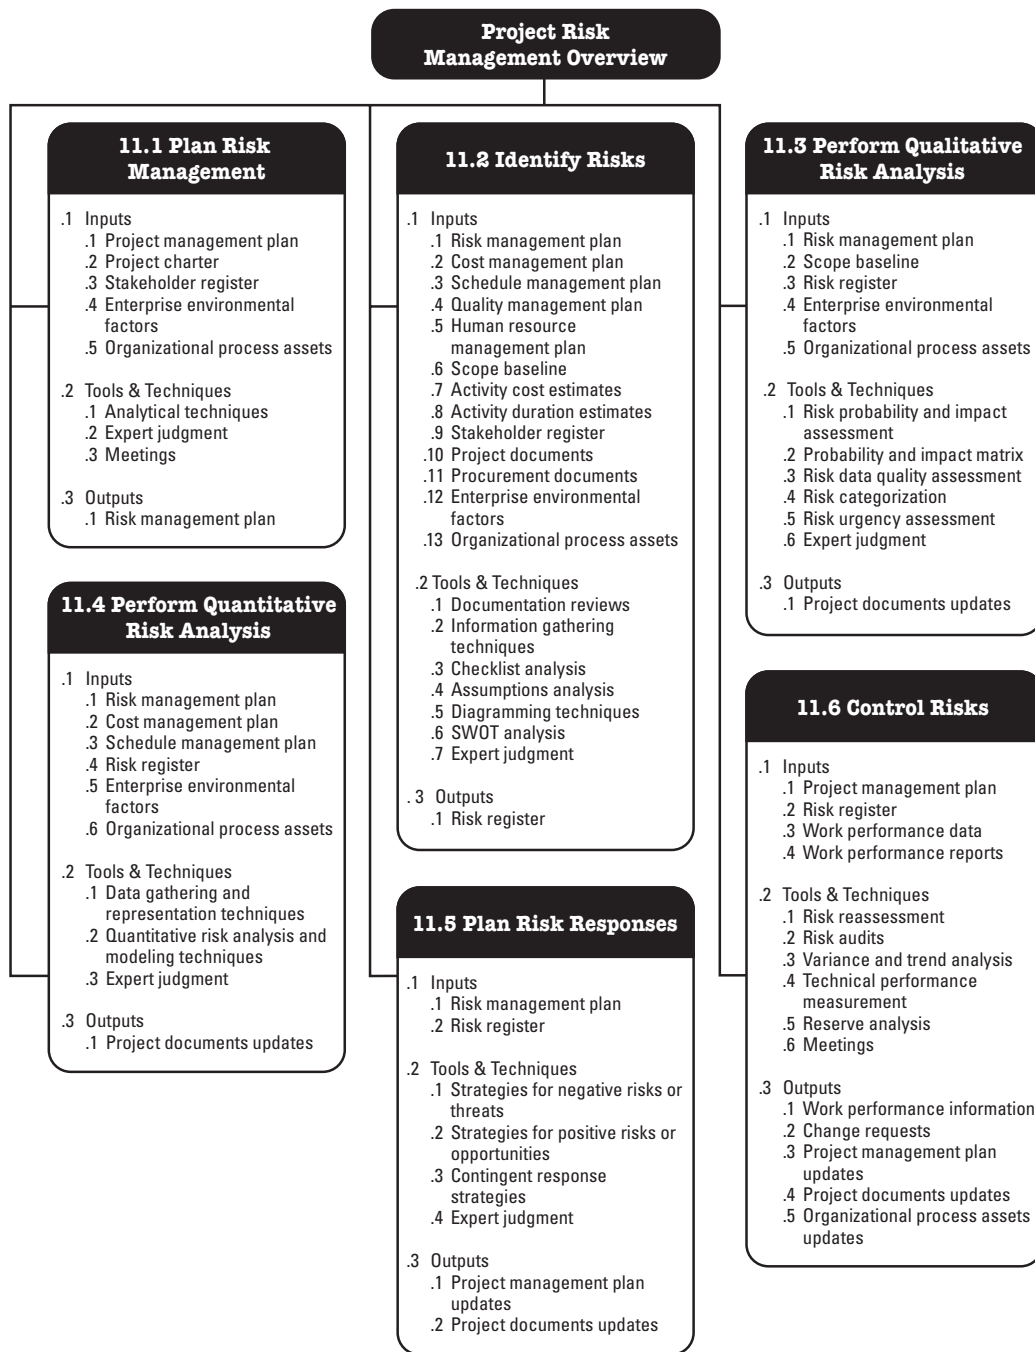 Project Risk
Management Overview
11.1 Plan Risk
Management
.1 Inputs
.1 Project management plan
.2 Project charter
.3 Stakeholder register
.4 Enterprise environmental
factors
.5 Organizational process assets
.2 Tools & Techniques
.1 Analytical techniques
.2 Expert judgment
.3 Meetings
.3 Outputs
.1 Risk management plan
11.2 Identify Risks
.1 Inputs
.1 Risk management plan
.2 Cost management plan
.3 Schedule management plan
.4 Quality management plan
.5 Human resource
management plan
.6 Scope baseline
.7 Activity cost estimates
.8 Activity duration estimates
.9 Stakeholder register
.10 Project documents
.11 Procurement documents
.12 Enterprise environmental
factors
.13 Organizational process assets
.2 Tools & Techniques
.1 Documentation reviews
.2 Information gathering
techniques
.3 Checklist analysis
.4 Assumptions analysis
.5 Diagramming techniques
.6 SWOT analysis
.7 Expert judgment
. 3 Outputs
.1 Risk register
11.3 Perform Qualitative
Risk Analysis
.1 Inputs
.1 Risk management plan
.2 Scope baseline
.3 Risk register
.4 Enterprise environmental
factors
.5 Organizational process assets
.2 Tools & Techniques
.1 Risk probability and impact
assessment
.2 Probability and impact matrix
.3 Risk data quality assessment
.4 Risk categorization
.5 Risk urgency assessment
.6 Expert judgment
.3 Outputs
.1 Project documents updates
11.4 Perform Quantitative
Risk Analysis
.1 Inputs
.1 Risk management plan
.2 Cost management plan
.3 Schedule management plan
.4 Risk register
.5 Enterprise environmental
factors
.6 Organizational process assets
.2 Tools & Techniques
.1 Data gathering and
representation techniques
.2 Quantitative risk analysis and
modeling techniques
.3 Expert judgment
.3 Outputs
.1 Project documents updates
11.5 Plan Risk Responses
.1 Inputs
.1 Risk management plan
.2 Risk register
.2 Tools & Techniques
.1 Strategies for negative risks or
threats
.2 Strategies for positive risks or
opportunities
.3 Contingent response
strategies
.4 Expert judgment
.3 Outputs
.1 Project management plan
updates
.2 Project documents updates
11.6 Control Risks
.1 Inputs
.1 Project management plan
.2 Risk register
.3 Work performance data
.4 Work performance reports
.2 Tools & Techniques
.1 Risk reassessment
.2 Risk audits
.3 Variance and trend analysis
.4 Technical performance
measurement
.5 Reserve analysis
.6 Meetings
.3 Outputs
.1 Work performance information
.2 Change requests
.3 Project management plan
updates
.4 Project documents updates
.5 Organizational process assets
updates